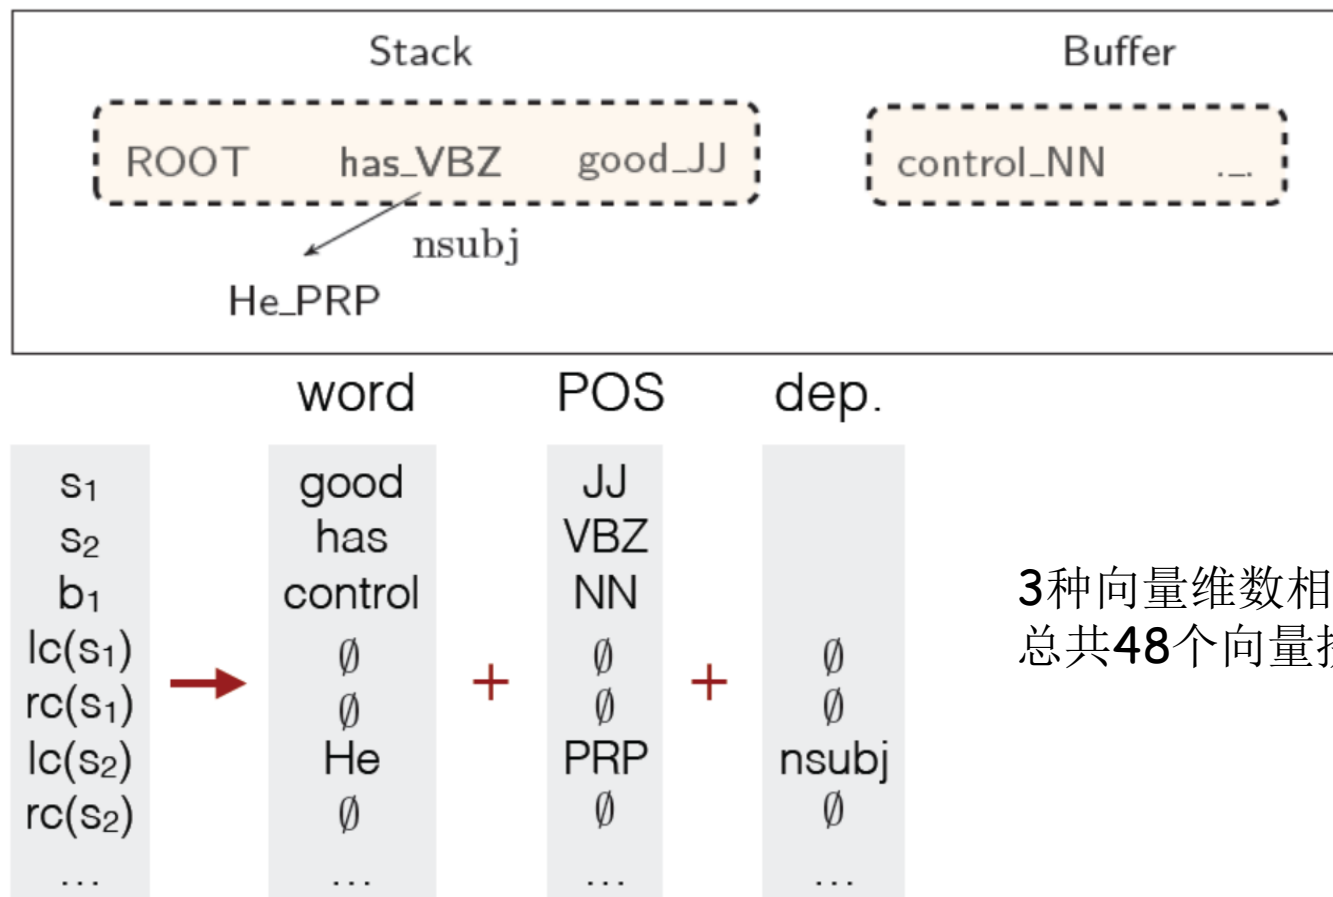 Stack Buffer
ROOT has_VBZ good_JJ control_NN ._.
nsubj
He_PRP
word POS dep.
s₁ good JJ
s₂ has VBZ
b₁ control NN
lc(s₁) ∅ ∅ ∅
→ + +
rc(s₁) ∅ ∅ ∅
lc(s₂) He PRP nsubj
rc(s₂) ∅ ∅ ∅
... ... ... ...
3种向量维数相
总共48个向量